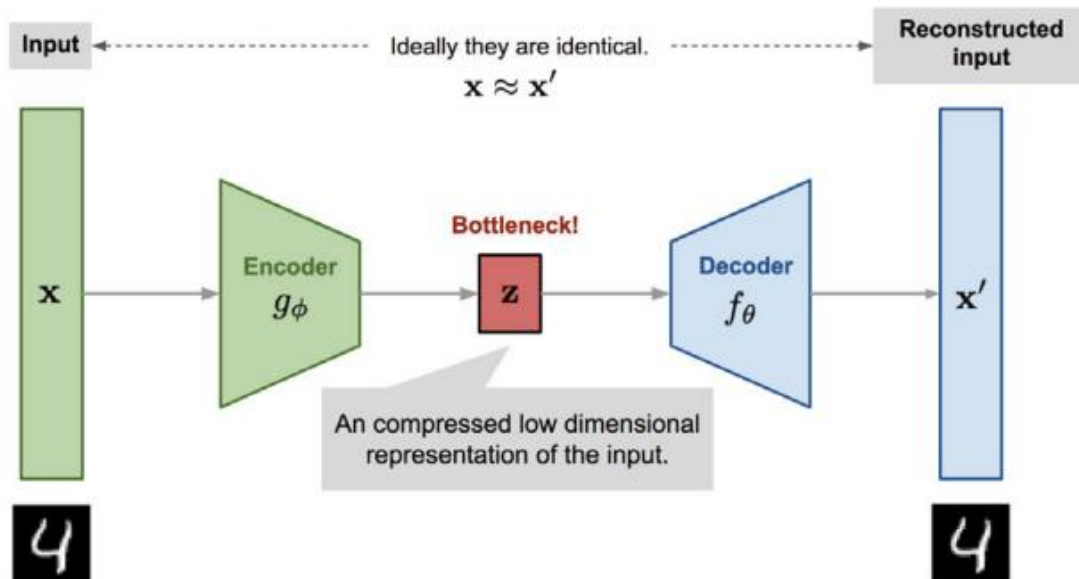 Input
Ideally they are identical.
x ≈ x′
Reconstructed
input
Bottleneck!
x
Encoder
gϕ
z
Decoder
fθ
x′
An compressed low dimensional
representation of the input.
4
4